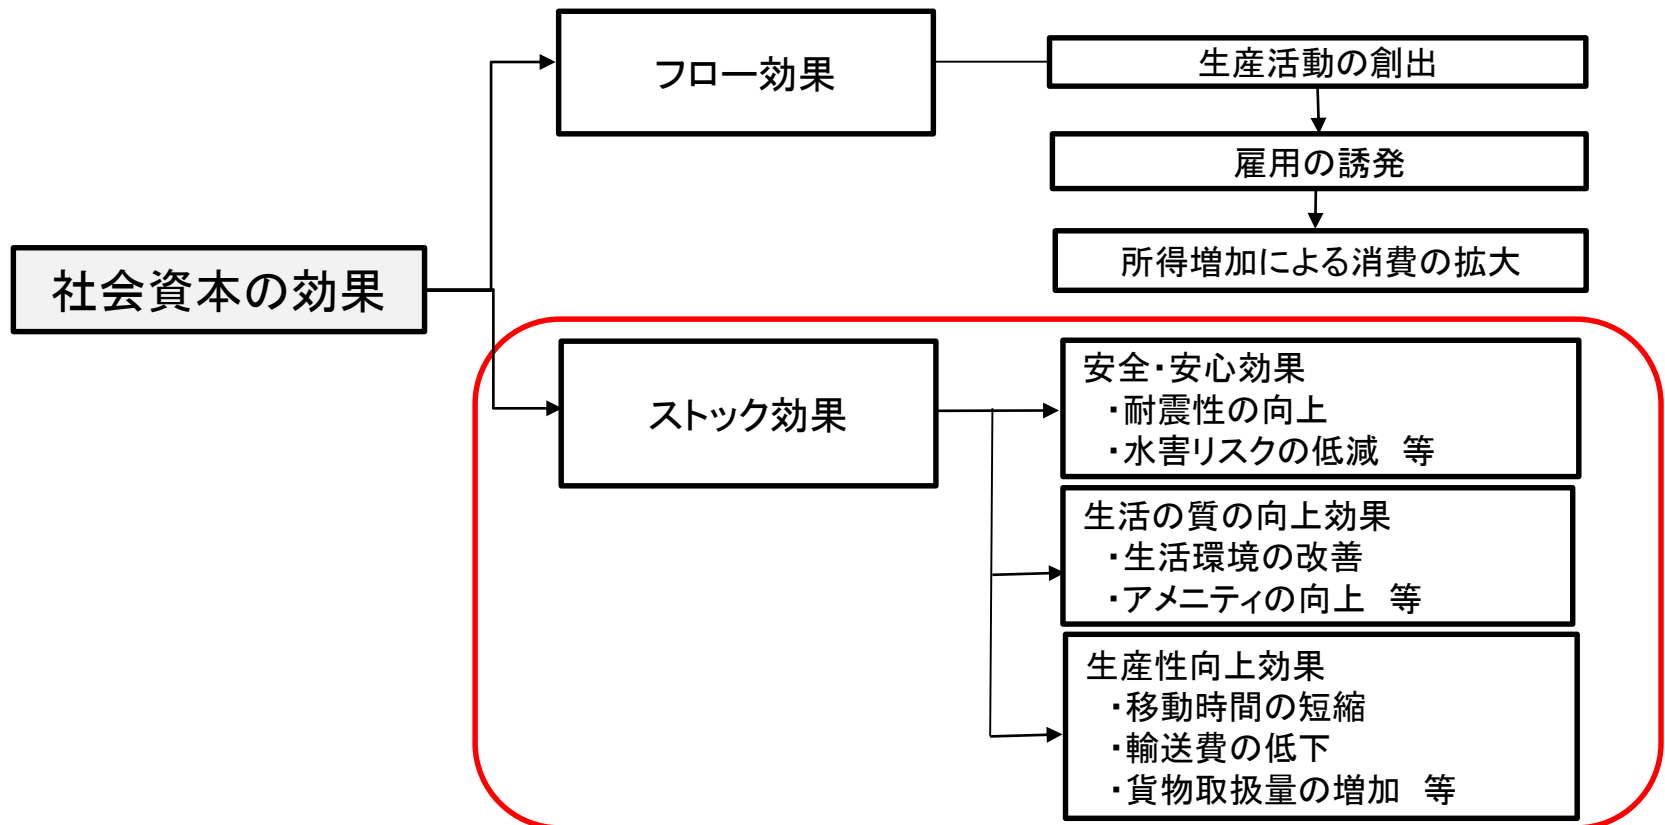 社会資本の効果
フロー効果
生産活動の創出
雇用の誘発
所得増加による消費の拡大
ストック効果
安全・安心効果
・耐震性の向上
・水害リスクの低減　等
生活の質の向上効果
・生活環境の改善
・アメニティの向上　等
生産性向上効果
・移動時間の短縮
・輸送費の低下
・貨物取扱量の増加　等